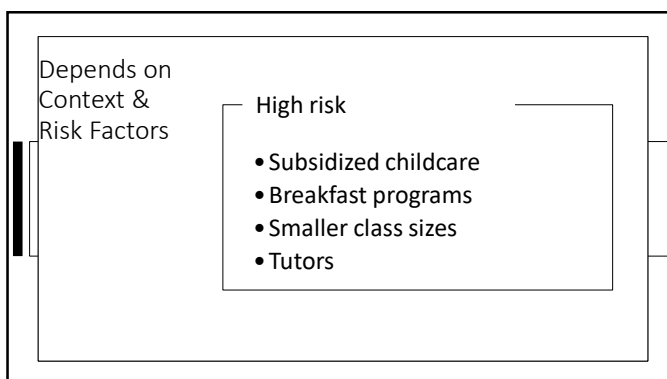 Depends on
Context &
Risk Factors
High risk
• Subsidized childcare
• Breakfast programs
• Smaller class sizes
• Tutors